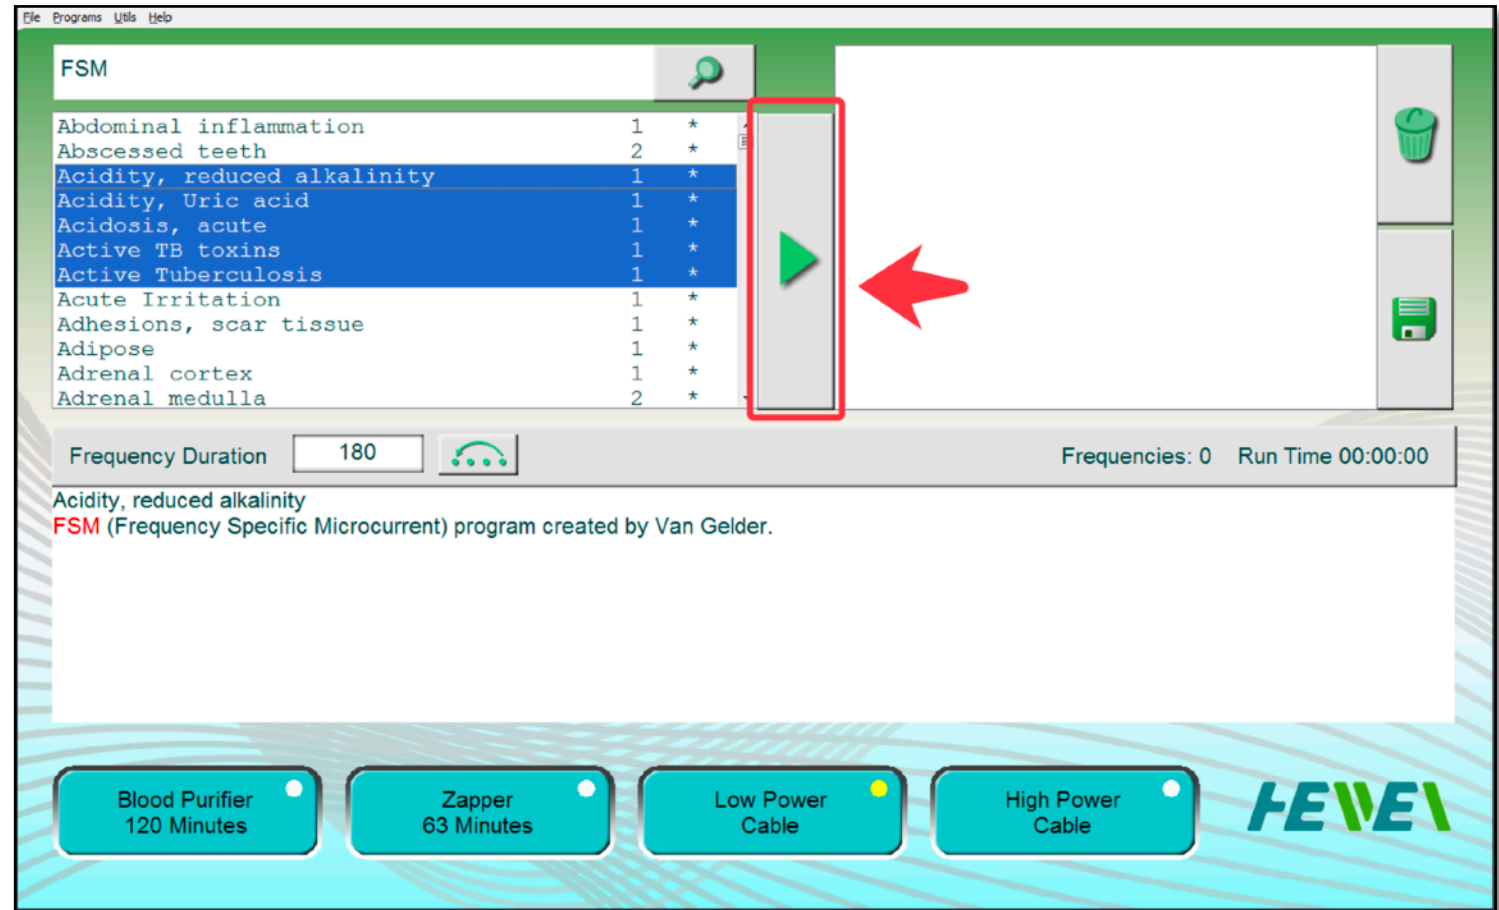 File Programs Utils Help
FSM
Abdominal inflammation 1 *
Abscessed teeth 2 *
Acidity, reduced alkalinity 1 *
Acidity, Uric acid 1 *
Acidosis, acute 1 *
Active TB toxins 1 *
Active Tuberculosis 1 *
Acute Irritation 1 *
Adhesions, scar tissue 1 *
Adipose 1 *
Adrenal cortex 1 *
Adrenal medulla 2 *
Frequency Duration 180 Frequencies: 0 Run Time 00:00:00
Acidity, reduced alkalinity
FSM (Frequency Specific Microcurrent) program created by Van Gelder.
Blood Purifier
120 Minutes
Zapper
63 Minutes
Low Power
Cable
High Power
Cable
HEWEN